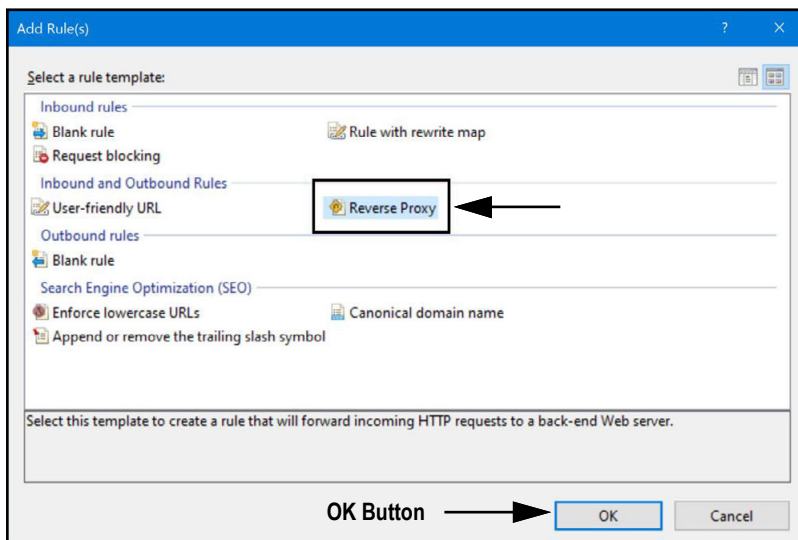 Add Rule(s)
Select a rule template:
Inbound rules
Blank rule
Rule with rewrite map
Request blocking
Inbound and Outbound Rules
User-friendly URL
Reverse Proxy
Outbound rules
Blank rule
Search Engine Optimization (SEO)
Enforce lowercase URLs
Canonical domain name
Append or remove the trailing slash symbol
Select this template to create a rule that will forward incoming HTTP requests to a back-end Web server.
OK Button
OK
Cancel